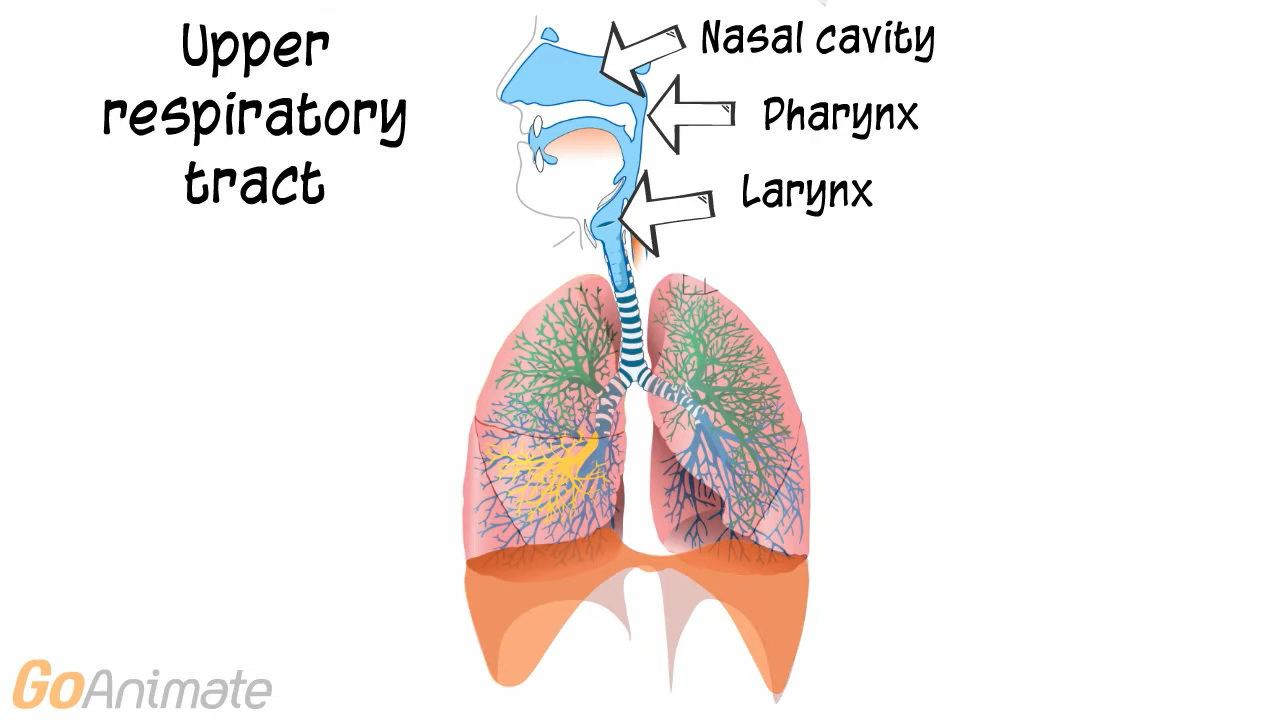 Upper
respiratory
tract
Nasal cavity
Pharynx
Larynx
GoAnimate